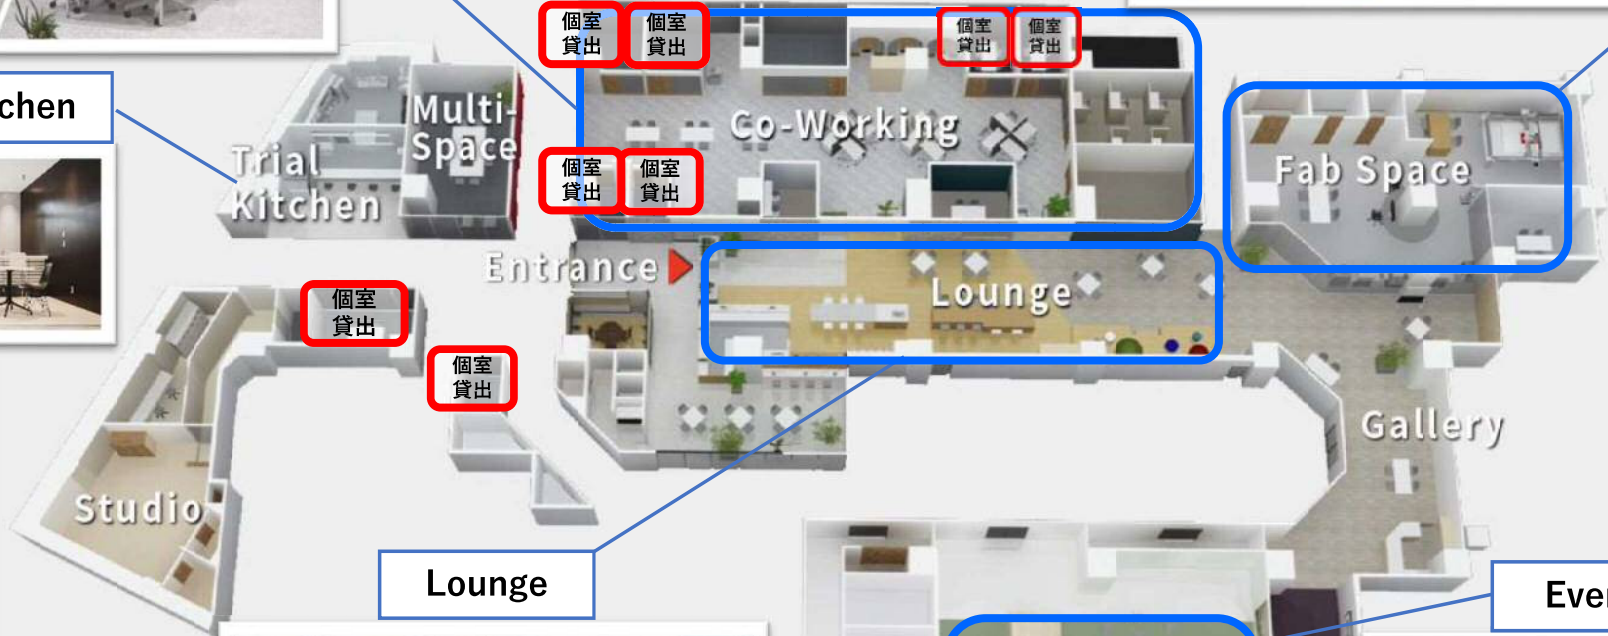 個室
貸出
個室
貸出
個室
貸出
個室
貸出
chen
Multi-
Space
Co-Working
Trial
Kitchen
個室
貸出
個室
貸出
Fab Space
Entrance
Lounge
個室
貸出
個室
貸出
Gallery
Studio
Lounge
Eve